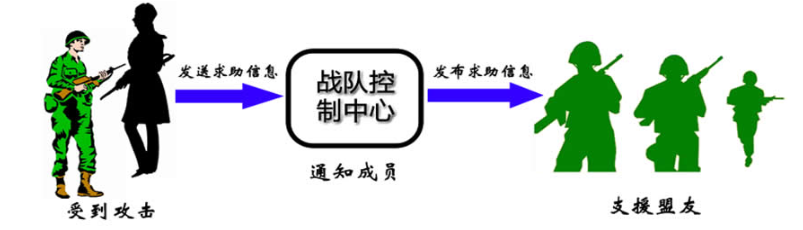 发送求助信息
战队控
制中心
发布求助信息
通知成员
受到攻击
支援盟友